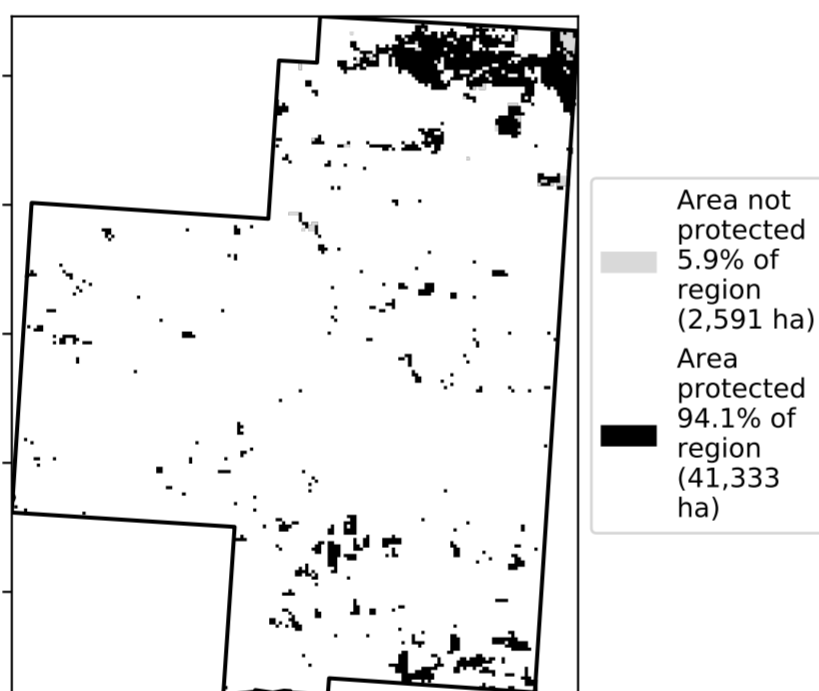 Area not
protected
5.9% of
region
(2,591 ha)
Area
protected
94.1% of
region
(41,333
ha)